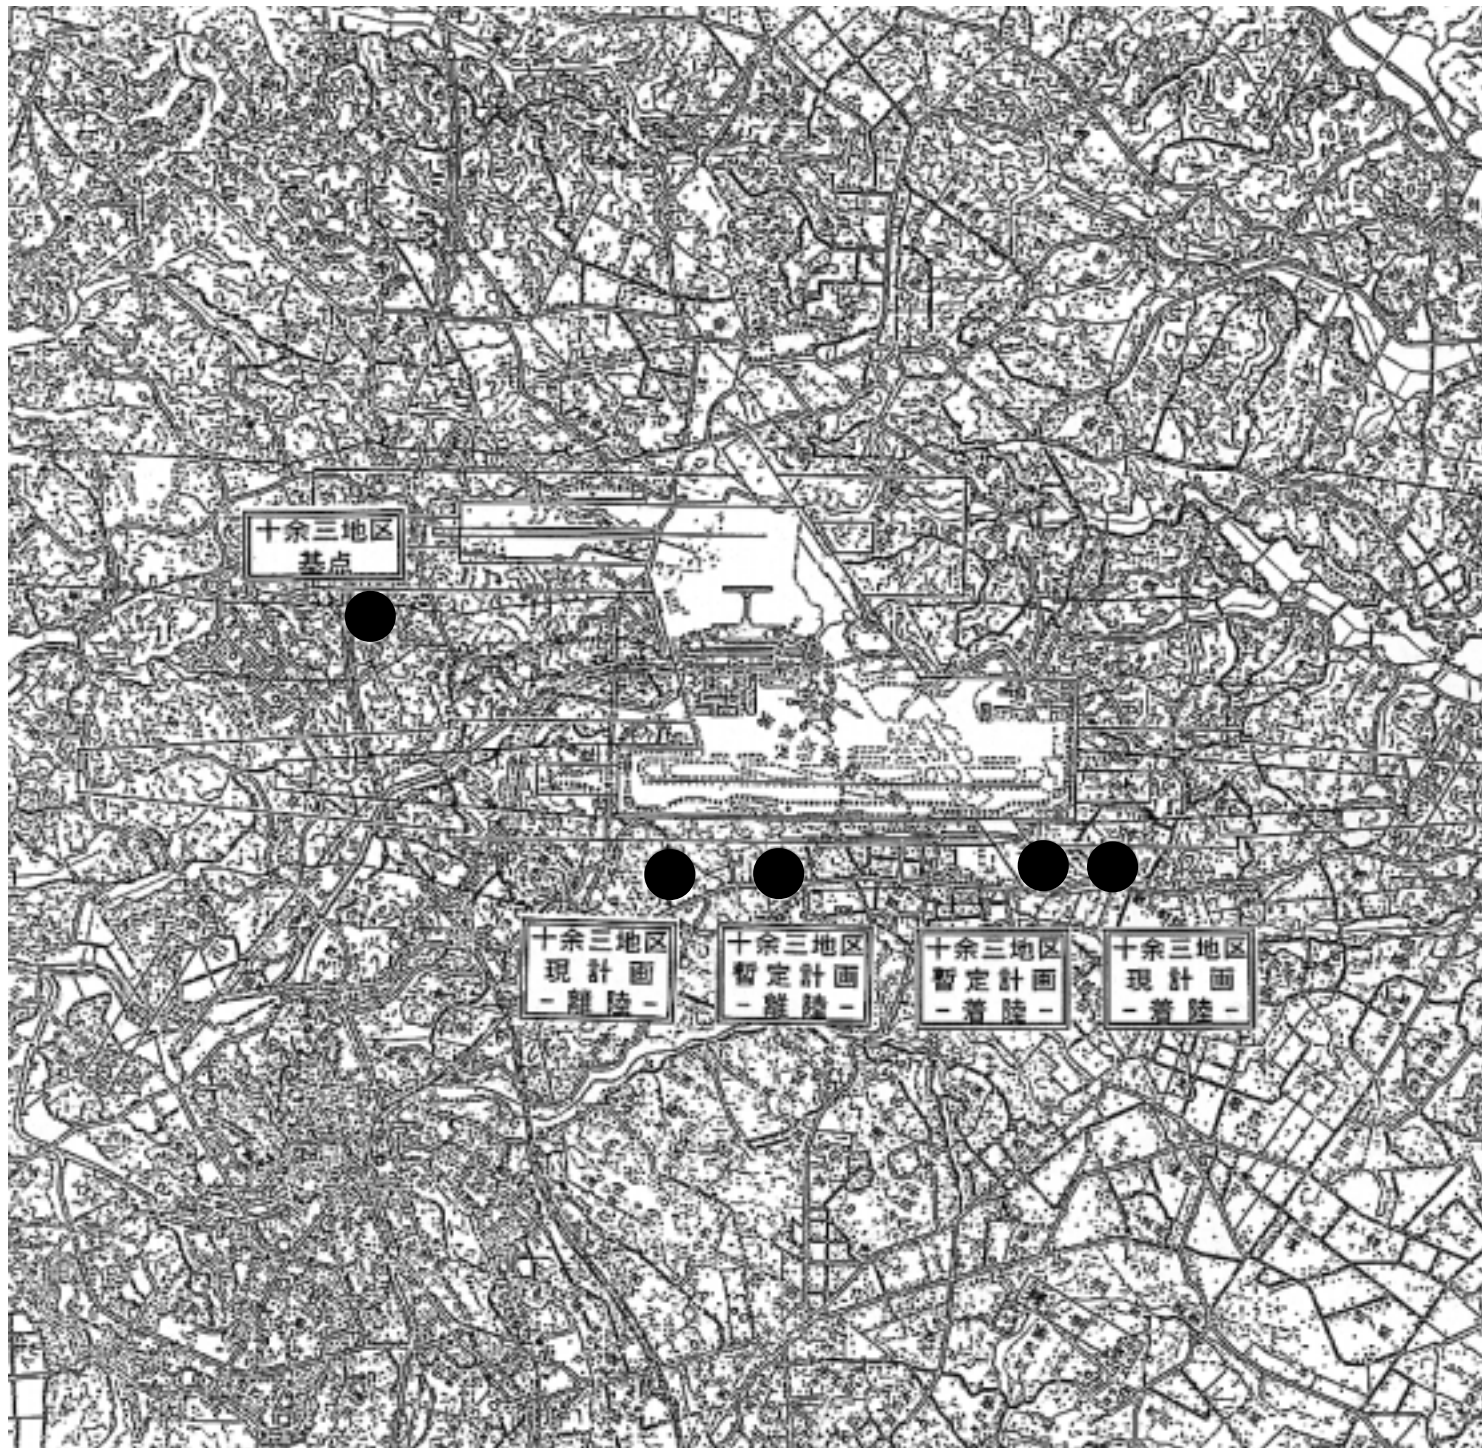 十余三地区
基点
十余三地区
現計画
-離陸-
十余三地区
暫定計画
-離陸-
十余三地区
暫定計画
-着陸-
十余三地区
現計画
-着陸-